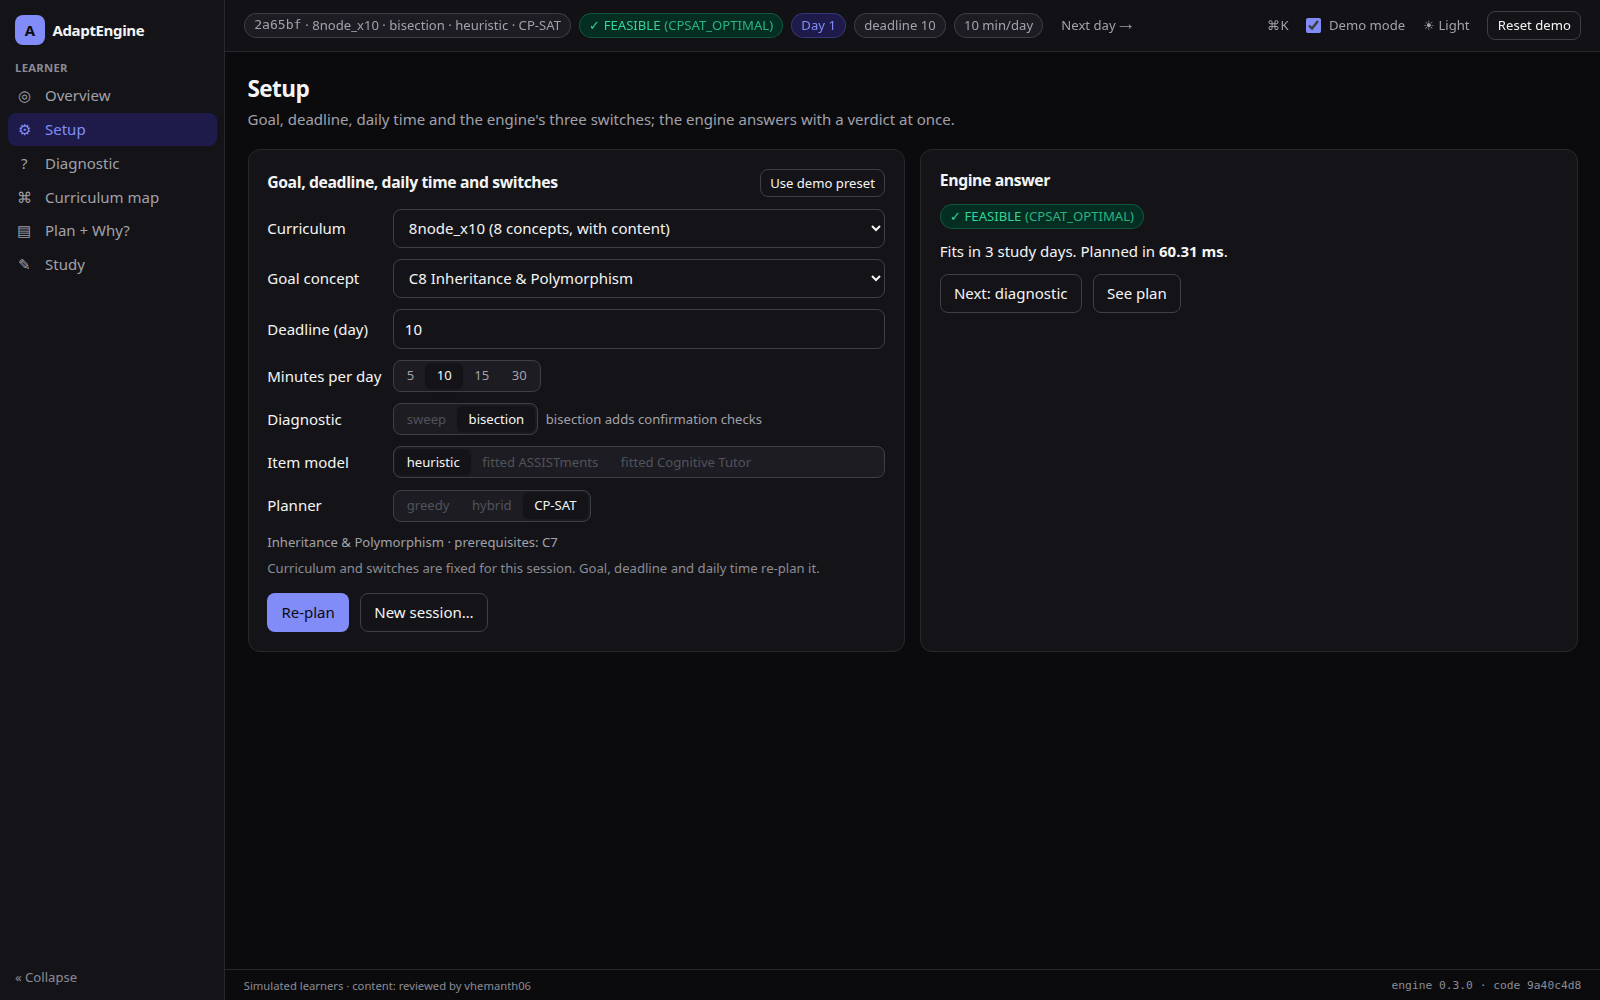 A AdaptEngine
LEARNER
◎ Overview
⚙ Setup
? Diagnostic
⌘ Curriculum map
▤ Plan + Why?
✎ Study
« Collapse
2a65bf · 8node_x10 · bisection · heuristic · CP-SAT
✓ FEASIBLE (CPSAT_OPTIMAL)
Day 1
deadline 10
10 min/day
Next day →
⌘K
Demo mode
☀ Light
Reset demo
Setup
Goal, deadline, daily time and the engine's three switches; the engine answers with a verdict at once.
Goal, deadline, daily time and switches
Use demo preset
Curriculum 8node_x10 (8 concepts, with content)
Goal concept C8 Inheritance & Polymorphism
Deadline (day) 10
Minutes per day 5 10 15 30
Diagnostic sweep bisection bisection adds confirmation checks
Item model heuristic fitted ASSISTments fitted Cognitive Tutor
Planner greedy hybrid CP-SAT
Inheritance & Polymorphism · prerequisites: C7
Curriculum and switches are fixed for this session. Goal, deadline and daily time re-plan it.
Re-plan New session...
Engine answer
✓ FEASIBLE (CPSAT_OPTIMAL)
Fits in 3 study days. Planned in 60.31 ms.
Next: diagnostic See plan
Simulated learners · content: reviewed by vhemanth06
engine 0.3.0 · code 9a40c4d8